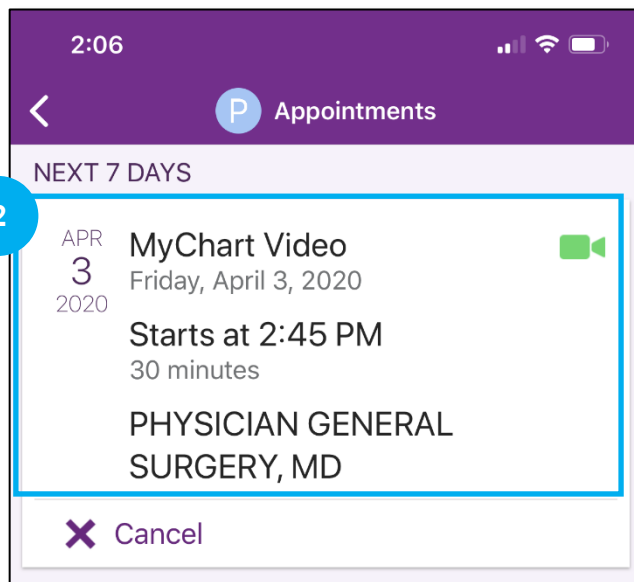 2:06
P Appointments
NEXT 7 DAYS
2
APR
3
2020
MyChart Video
Friday, April 3, 2020
Starts at 2:45 PM
30 minutes
PHYSICIAN GENERAL
SURGERY, MD
Cancel